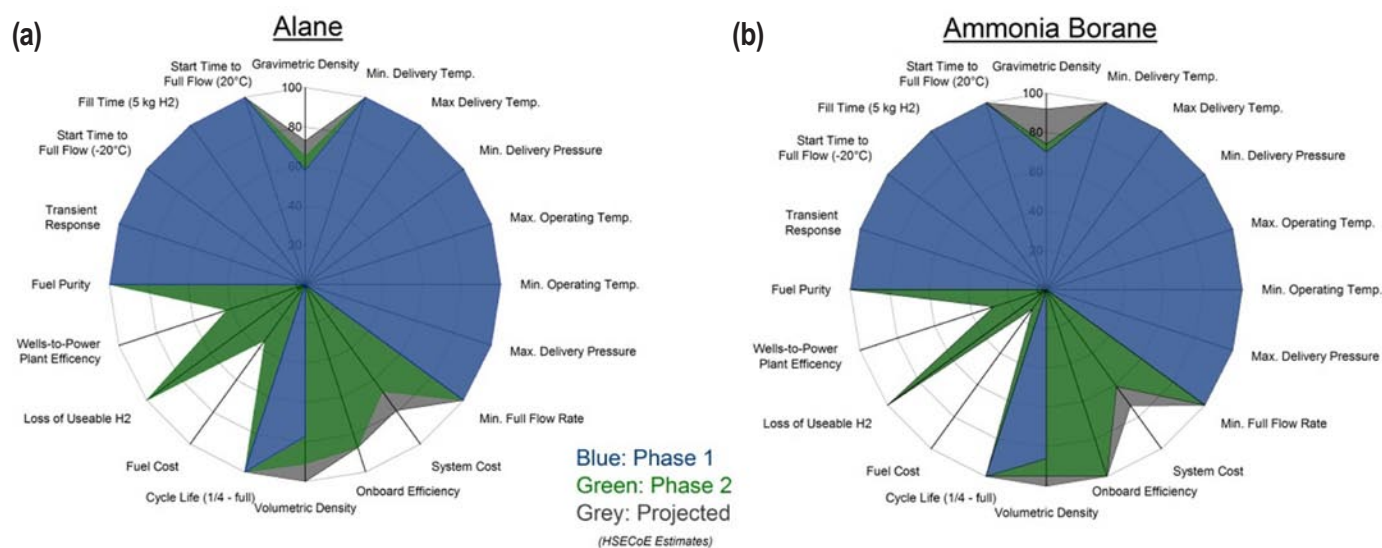 (a)
Alane
Gravimetric Density
Min. Delivery Temp.
Max Delivery Temp.
Min. Delivery Pressure
Max. Operating Temp.
Min. Operating Temp.
Max. Delivery Pressure
Min. Full Flow Rate
System Cost
Onboard Efficiency
Volumetric Density
Cycle Life (1/4 - full)
Fuel Cost
Loss of Useable H2
Wells-to-Power
Plant Efficency
Fuel Purity
Transient
Response
Start Time to
Full Flow (-20°C)
Fill Time (5 kg H2)
Start Time to
Full Flow (20°C)
100
80
60
40
20
Blue: Phase 1
Green: Phase 2
Grey: Projected
(HSECoE Estimates)
(b)
Ammonia Borane
Gravimetric Density
Min. Delivery Temp.
Max Delivery Temp.
Min. Delivery Pressure
Max. Operating Temp.
Min. Operating Temp.
Max. Delivery Pressure
Min. Full Flow Rate
System Cost
Onboard Efficiency
Volumetric Density
Cycle Life (1/4 - full)
Fuel Cost
Loss of Useable H2
Wells-to-Power
Plant Efficency
Fuel Purity
Transient
Response
Start Time to
Full Flow (-20°C)
Fill Time (5 kg H2)
Start Time to
Full Flow (20°C)
100
80
60
40
20